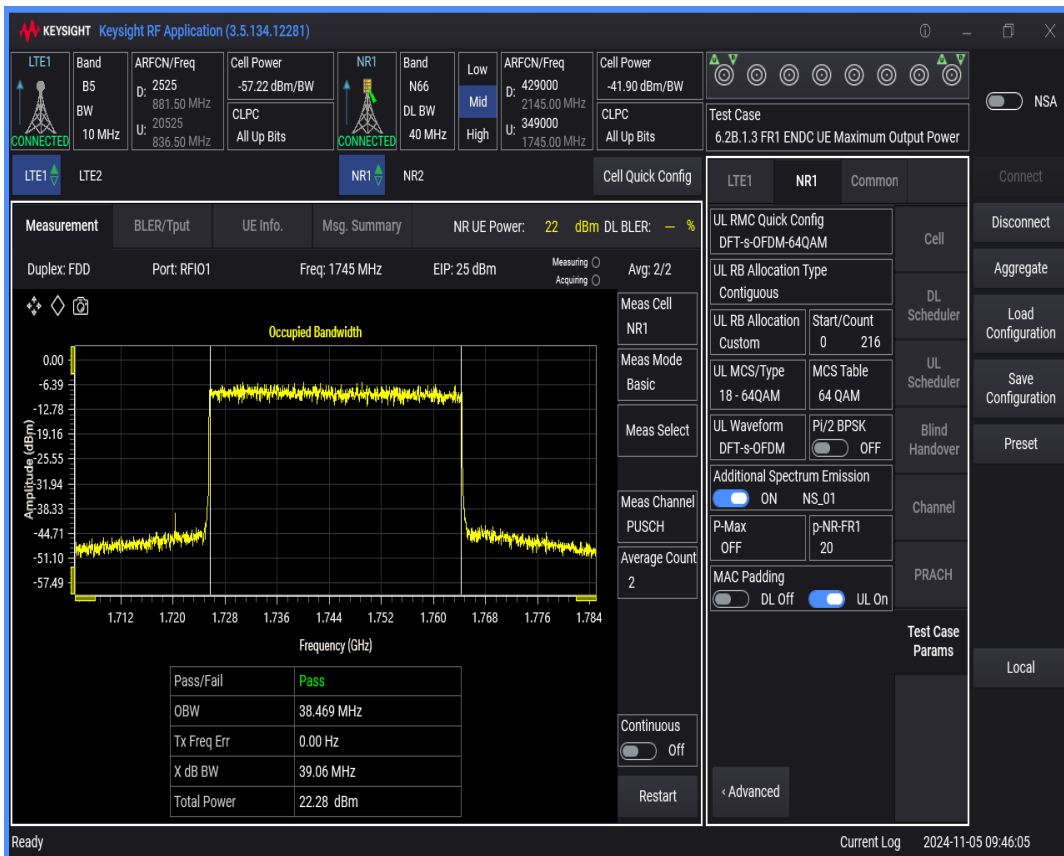 KEYSIGHT Keysight RF Application (3.5.134.12281)
LTE1
CONNECTED
Band
B5
BW
10 MHz
ARFCN/Freq
D: 2525
881.50 MHz
U: 20525
836.50 MHz
Cell Power
-57.22 dBm/BW
CLPC
All Up Bits
NR1
CONNECTED
Band
N66
DL BW
40 MHz
Low
Mid
High
ARFCN/Freq
D: 429000
2145.00 MHz
U: 349000
1745.00 MHz
Cell Power
-41.90 dBm/BW
CLPC
All Up Bits
Test Case
6.2B.1.3 FR1 ENDC UE Maximum Output Power
NSA
LTE1 LTE2 NR1 NR2 Cell Quick Config
Measurement BLER/Tput UE Info. Msg. Summary NR UE Power: 22 dBm DL BLER: -- %
Duplex: FDD Port: RFIO1 Freq: 1745 MHz EIP: 25 dBm Measuring Avg: 2/2
Acquiring
Occupied Bandwidth
Amplitude (dBm)
0.00
-6.39
-12.78
-19.16
-25.55
-31.94
-38.33
-44.71
-51.10
-57.49
1.712 1.720 1.728 1.736 1.744 1.752 1.760 1.768 1.776 1.784
Frequency (GHz)
Pass/Fail Pass
OBW 38.469 MHz
Tx Freq Err 0.00 Hz
X dB BW 39.06 MHz
Total Power 22.28 dBm
Meas Cell
NR1
Meas Mode
Basic
Meas Select
Meas Channel
PUSCH
Average Count
2
Continuous
Off
Restart
LTE1 NR1 Common
UL RMC Quick Config
DFT-s-OFDM-64QAM
UL RB Allocation Type
Contiguous
UL RB Allocation Start/Count
Custom 0 216
UL MCS/Type MCS Table
18 - 64QAM 64 QAM
UL Waveform Pi/2 BPSK
DFT-s-OFDM OFF
Additional Spectrum Emission
ON NS_01
P-Max p-NR-FR1
OFF 20
MAC Padding
DL Off UL On
‹ Advanced
Cell
DL
Scheduler
UL
Scheduler
Blind
Handover
Channel
PRACH
Test Case
Params
Connect
Disconnect
Aggregate
Load
Configuration
Save
Configuration
Preset
Local
Ready Current Log 2024-11-05 09:46:05